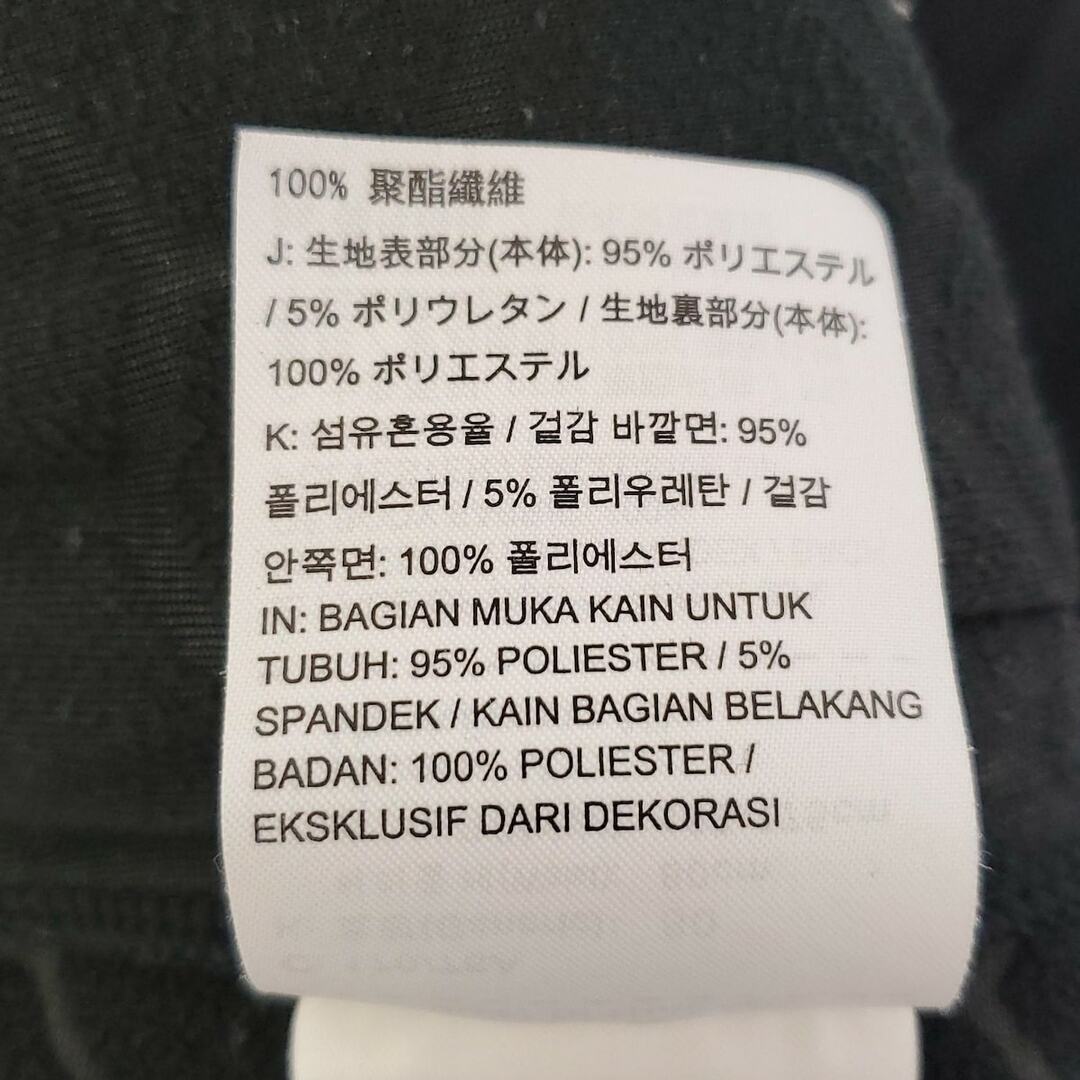 100% 聚酯纖維
J: 生地表部分(本体): 95% ポリエステル
/ 5% ポリウレタン / 生地裏部分(本体):
100% ポリエステル
K: 섬유혼용율 / 겉감 바깥면: 95%
폴리에스터 / 5% 폴리우레탄 / 겉감
안쪽면: 100% 폴리에스터
IN: BAGIAN MUKA KAIN UNTUK
TUBUH: 95% POLIESTER / 5%
SPANDEK / KAIN BAGIAN BELAKANG
BADAN: 100% POLIESTER /
EKSKLUSIF DARI DEKORASI